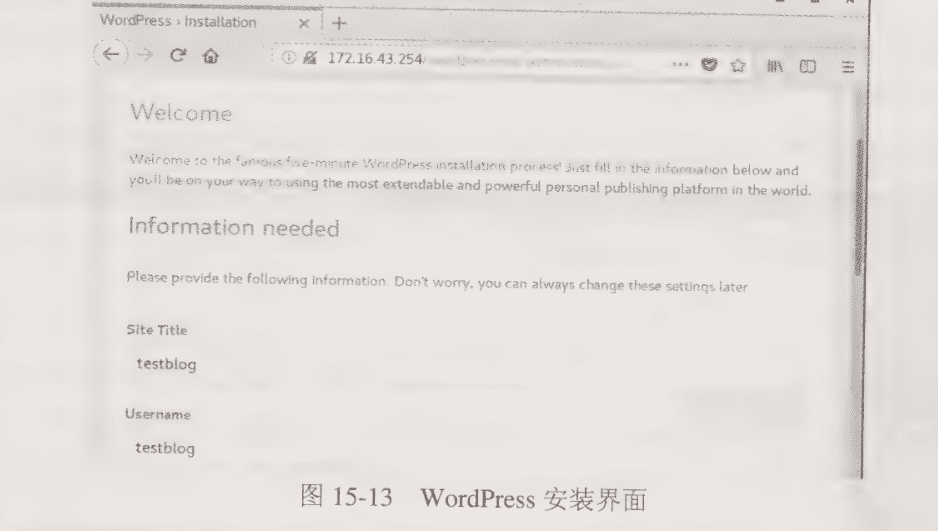 WordPress › Installation
172.16.43.254/
Welcome
Welcome to the famous five-minute WordPress installation process! Just fill in the information below and
you'll be on your way to using the most extendable and powerful personal publishing platform in the world.
Information needed
Please provide the following information. Don't worry, you can always change these settings later
Site Title
testblog
Username
testblog
图 15-13 WordPress 安装界面